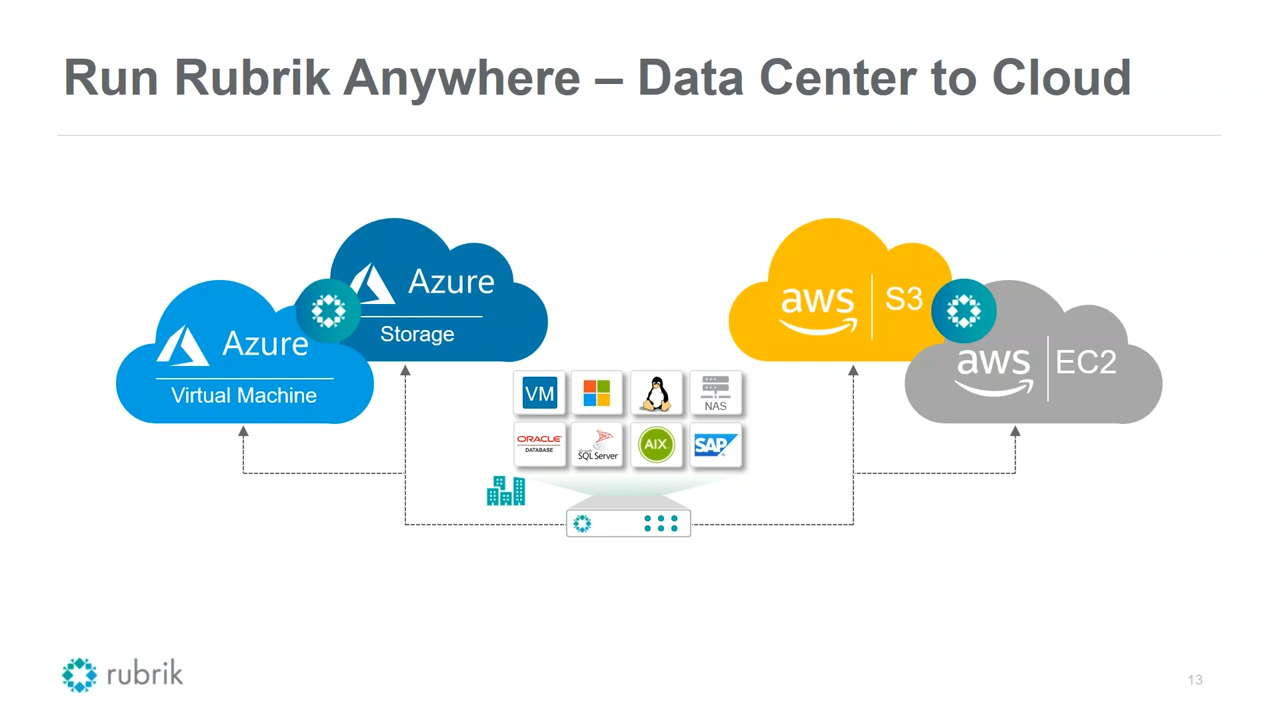 Run Rubrik Anywhere – Data Center to Cloud
Azure
Storage
Azure
Virtual Machine
aws S3
aws EC2
VM
NAS
ORACLE
DATABASE
SQL Server
AIX
SAP
rubrik
13